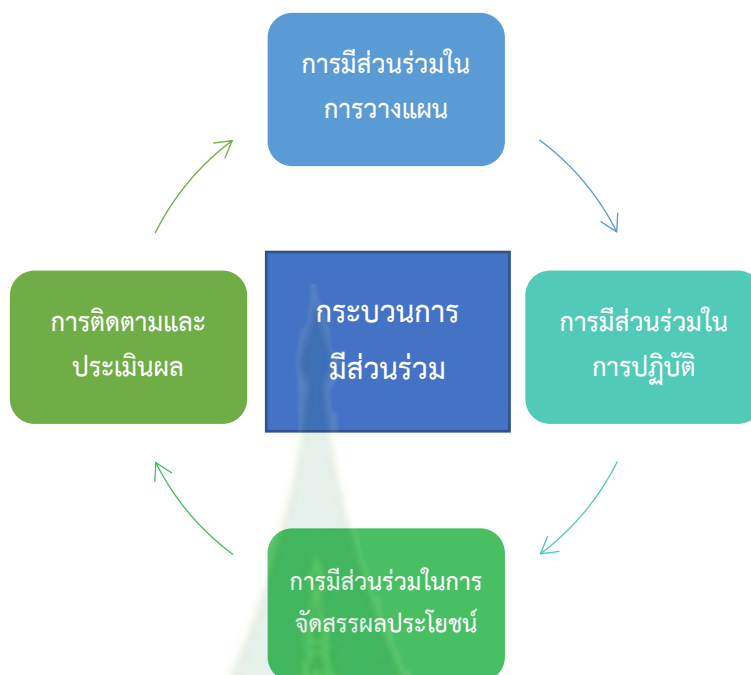 การมีส่วนร่วมใน
การวางแผน
การติดตามและ
ประเมินผล
กระบวนการ
มีส่วนร่วม
การมีส่วนร่วมใน
การปฏิบัติ
การมีส่วนร่วมในการ
จัดสรรผลประโยชน์